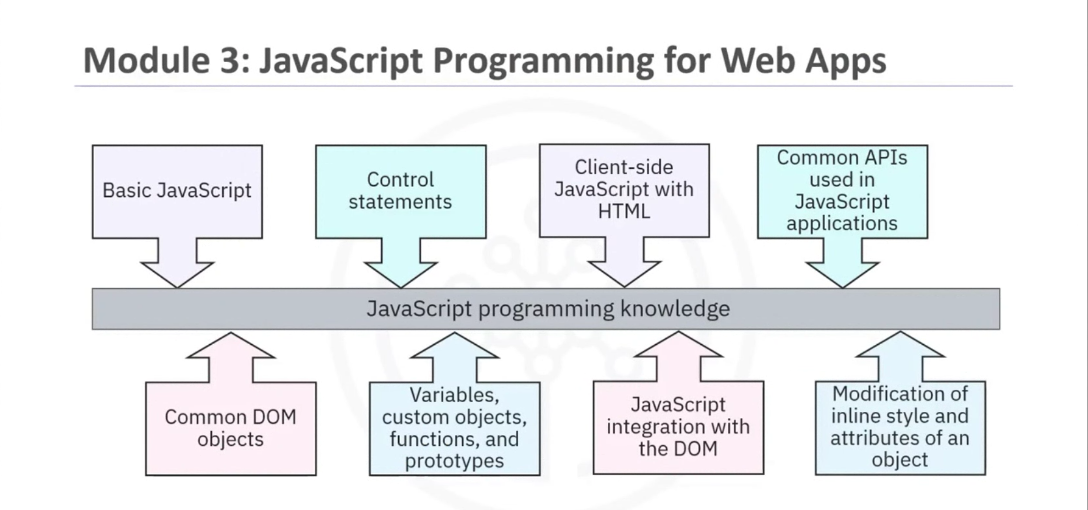 Module 3: JavaScript Programming for Web Apps
Basic JavaScript
Control
statements
Client-side
JavaScript with
HTML
Common APIs
used in
JavaScript
applications
JavaScript programming knowledge
Common DOM
objects
Variables,
custom objects,
functions, and
prototypes
JavaScript
integration with
the DOM
Modification of
inline style and
attributes of an
object